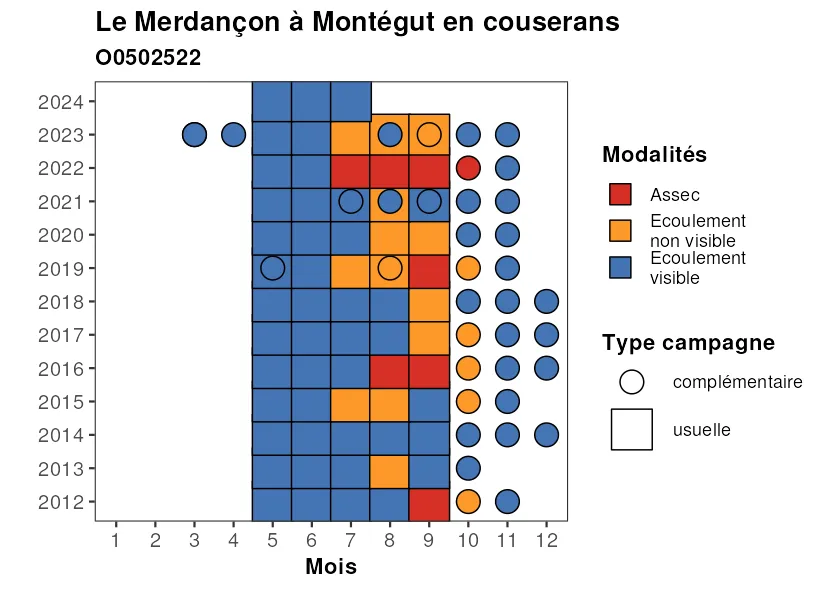 Le Merdançon à Montégut en couserans
O0502522
2024
2023
2022
2021
2020
2019
2018
2017
2016
2015
2014
2013
2012
1 2 3 4 5 6 7 8 9 10 11 12
Mois
Modalités
Assec
Ecoulement
non visible
Ecoulement
visible
Type campagne
complémentaire
usuelle